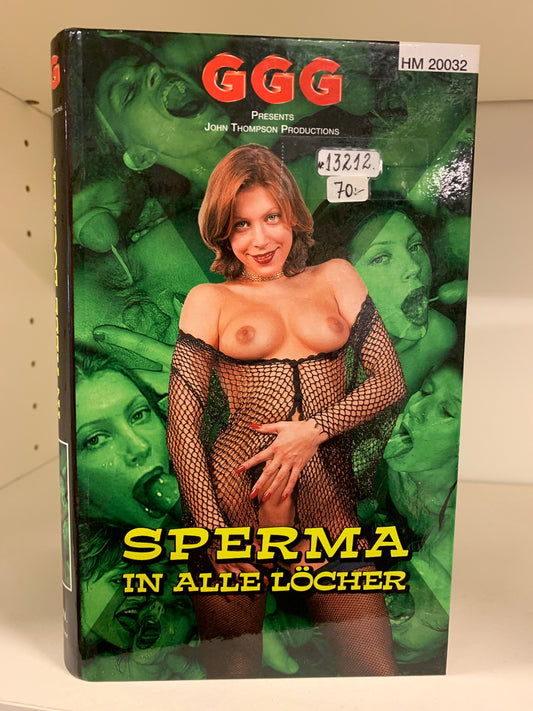 GGG
HM 20032
PRESENTS
JOHN THOMPSON PRODUCTIONS
13212.
70:-
SPERMA
IN ALLE LÖCHER